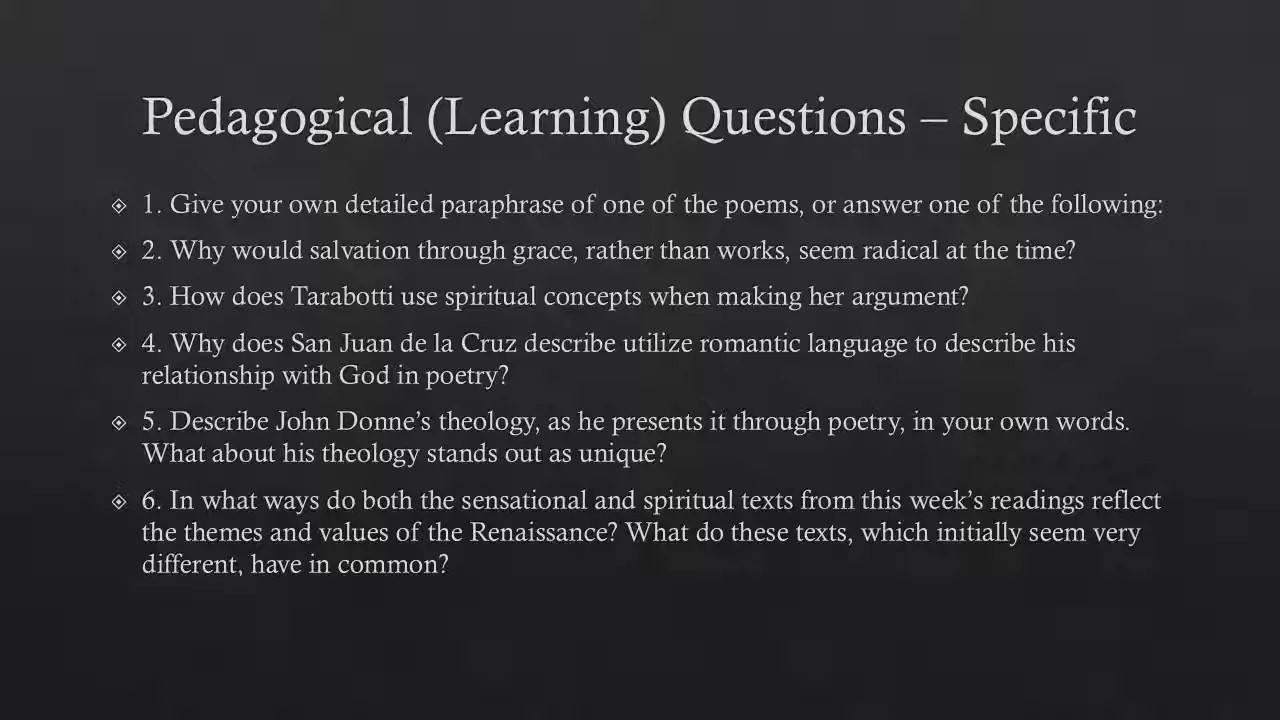 Pedagogical (Learning) Questions – Specific
1. Give your own detailed paraphrase of one of the poems, or answer one of the following:
2. Why would salvation through grace, rather than works, seem radical at the time?
3. How does Tarabotti use spiritual concepts when making her argument?
4. Why does San Juan de la Cruz describe utilize romantic language to describe his
relationship with God in poetry?
5. Describe John Donne’s theology, as he presents it through poetry, in your own words.
What about his theology stands out as unique?
6. In what ways do both the sensational and spiritual texts from this week’s readings reflect
the themes and values of the Renaissance? What do these texts, which initially seem very
different, have in common?